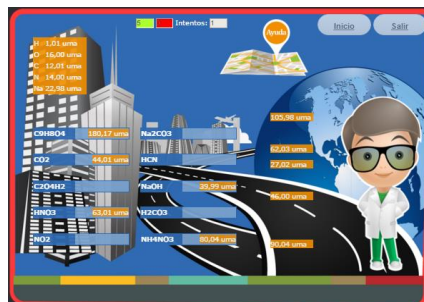 5 Intentos: 1
Inicio Salir
Ayuda
H 1,01 uma
O 16,00 uma
C 12,01 uma
N 14,00 uma
Na 22,98 uma
105,98 uma
C9H8O4 180,17 uma Na2CO3
62,03 uma
CO2 44,01 uma HCN
27,02 uma
C2O4H2 NaOH 39,99 uma
96,00 uma
HNO3 63,01 uma H2CO3
NO2 NH4NO3 80,04 uma
90,04 uma